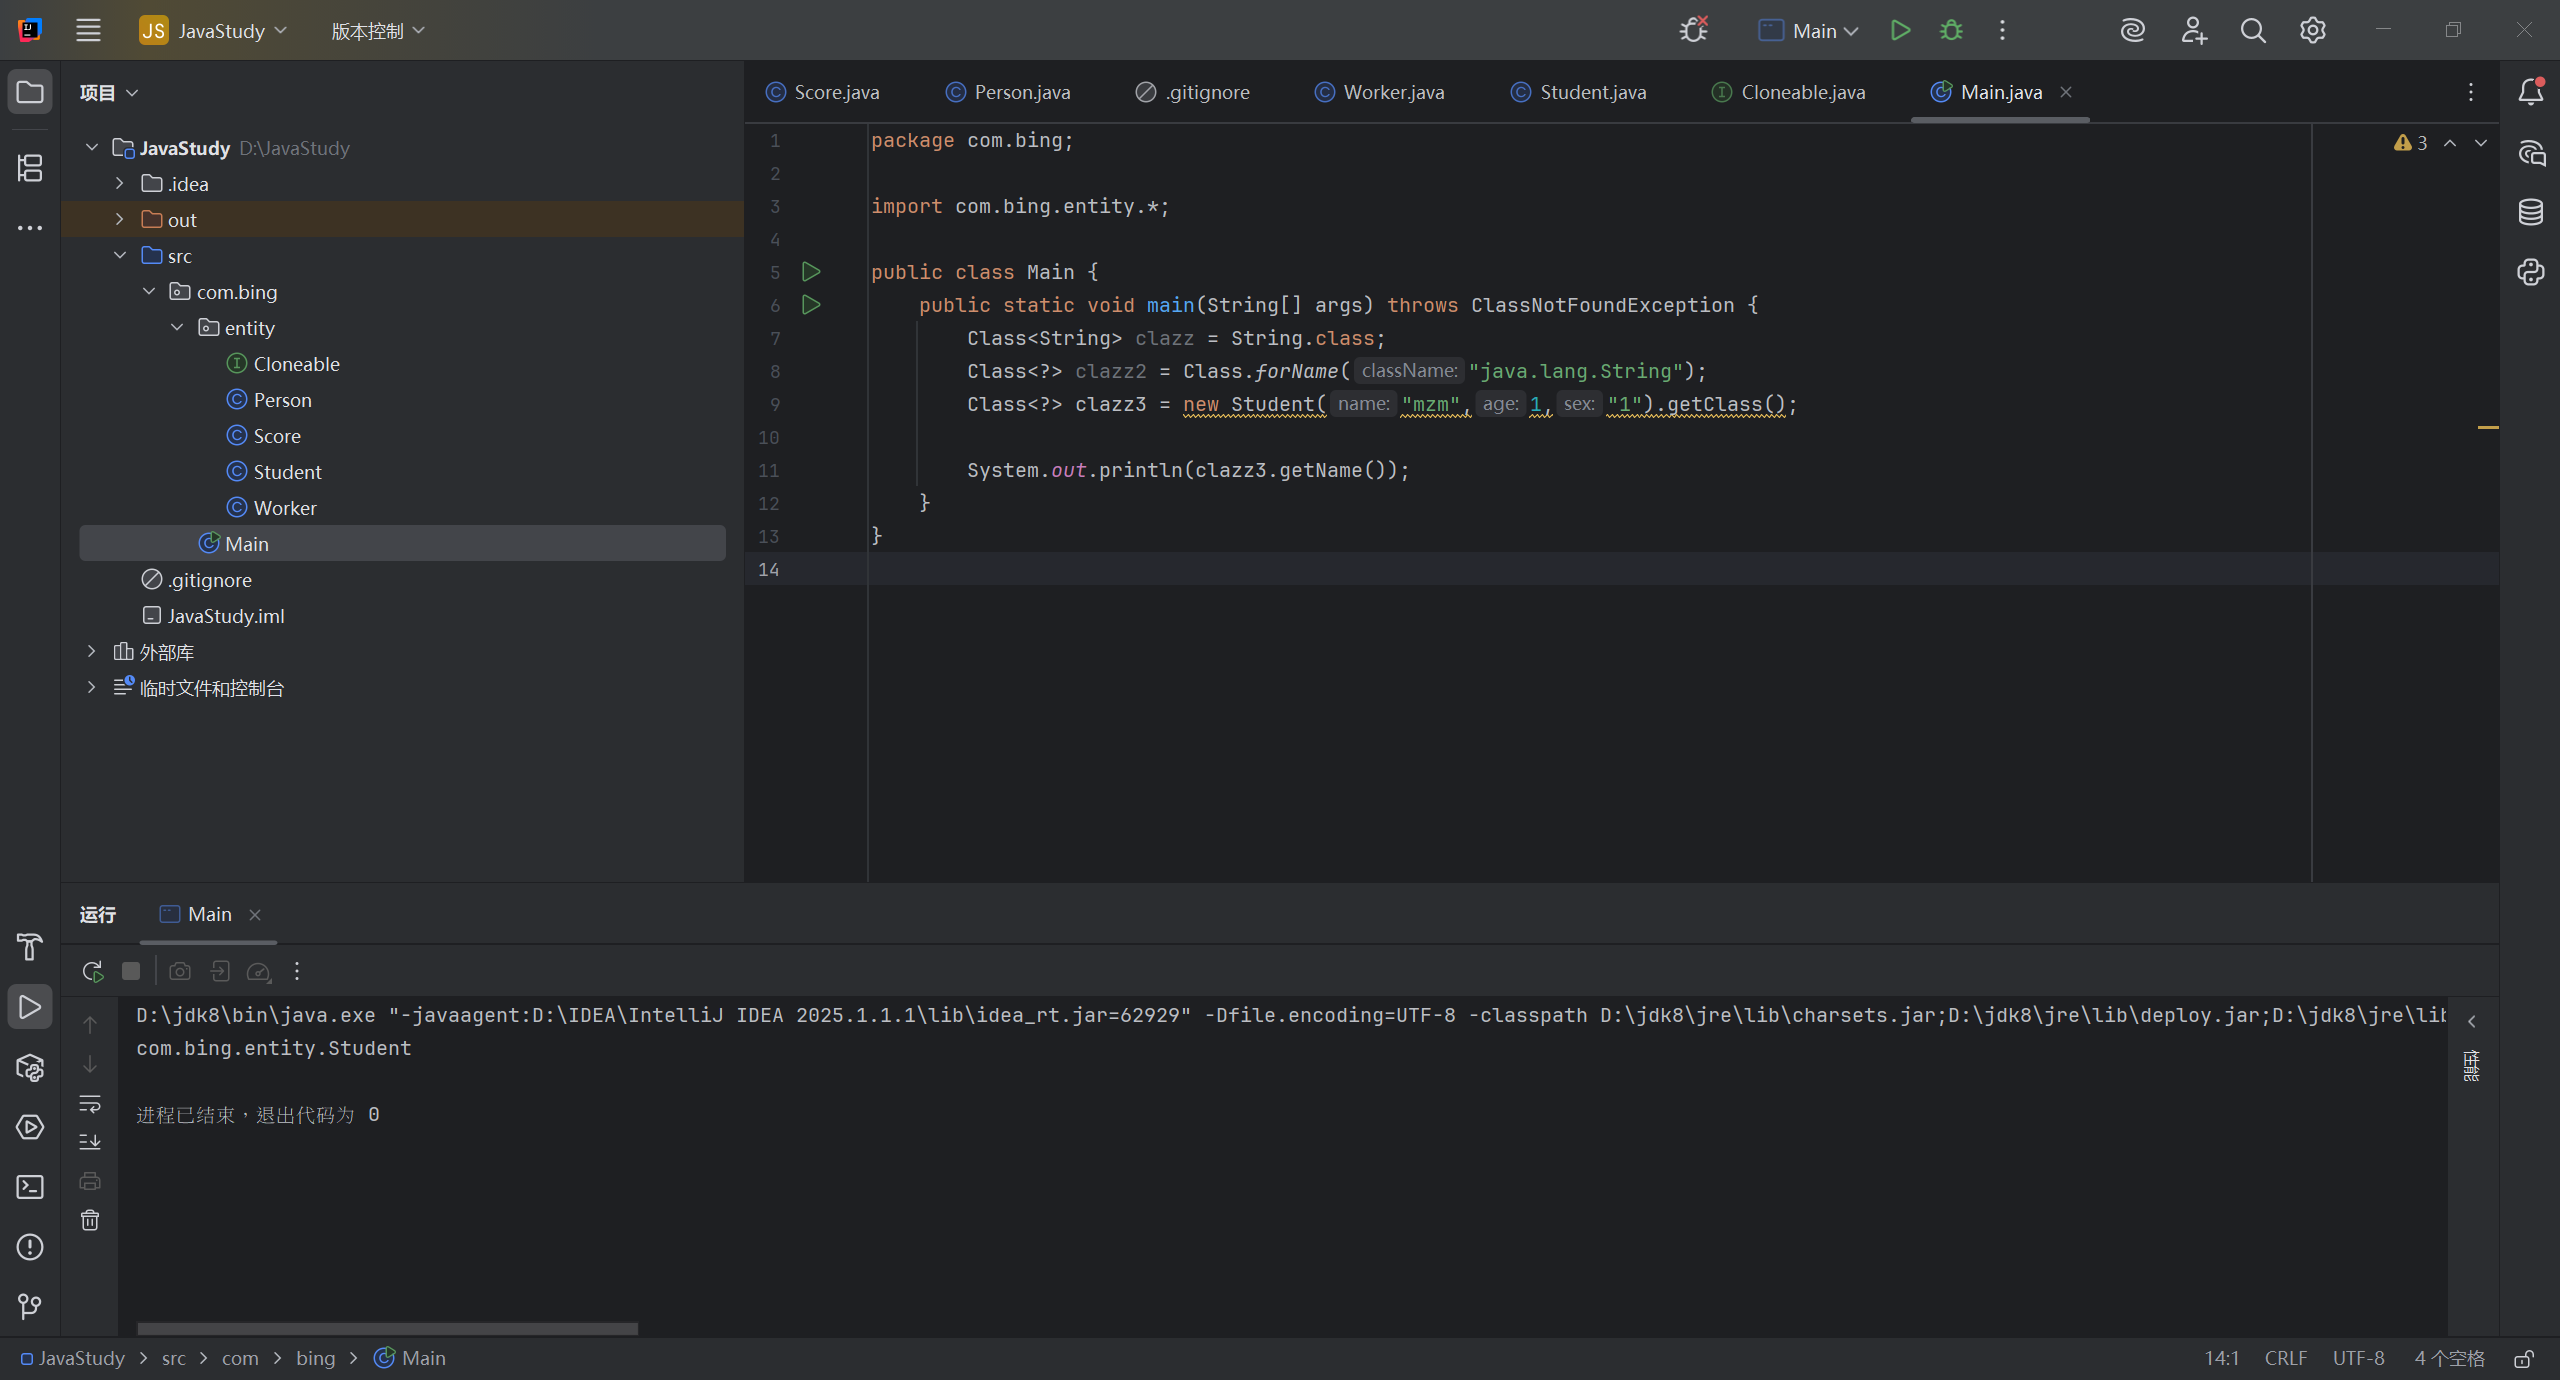 JS JavaStudy 版本控制 Main
项目
JavaStudy D:\JavaStudy
.idea
out
src
com.bing
entity
Cloneable
Person
Score
Student
Worker
Main
.gitignore
JavaStudy.iml
外部库
临时文件和控制台
Score.java Person.java .gitignore Worker.java Student.java Cloneable.java Main.java
3
1 package com.bing;
2
3 import com.bing.entity.*;
4
5 public class Main {
6 public static void main(String[] args) throws ClassNotFoundException {
7 Class<String> clazz = String.class;
8 Class<?> clazz2 = Class.forName( className: "java.lang.String");
9 Class<?> clazz3 = new Student( name: "mzm", age: 1, sex: "1").getClass();
10
11 System.out.println(clazz3.getName());
12 }
13 }
14
运行 Main
D:\jdk8\bin\java.exe "-javaagent:D:\IDEA\IntelliJ IDEA 2025.1.1.1\lib\idea_rt.jar=62929" -Dfile.encoding=UTF-8 -classpath D:\jdk8\jre\lib\charsets.jar;D:\jdk8\jre\lib\deploy.jar;D:\jdk8\jre\lib
com.bing.entity.Student
进程已结束，退出代码为 0
性能
JavaStudy > src > com > bing > Main
14:1 CRLF UTF-8 4 个空格